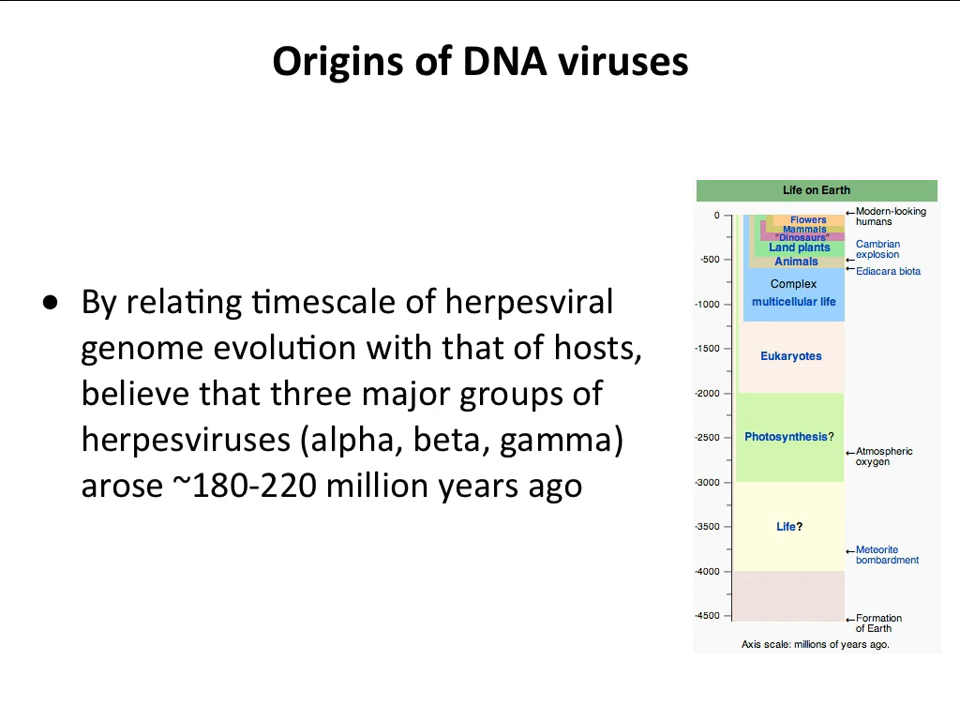 Origins of DNA viruses
● By relating timescale of herpesviral
genome evolution with that of hosts,
believe that three major groups of
herpesviruses (alpha, beta, gamma)
arose ~180-220 million years ago
Life on Earth
0
-500
-1000
-1500
-2000
-2500
-3000
-3500
-4000
-4500
Flowers
Mammals
"Dinosaurs"
Land plants
Animals
Complex
multicellular life
Eukaryotes
Photosynthesis?
Life?
←Modern-looking
humans
Cambrian
explosion
←
←Ediacara biota
←Atmospheric
oxygen
←Meteorite
bombardment
←Formation
of Earth
Axis scale: millions of years ago.